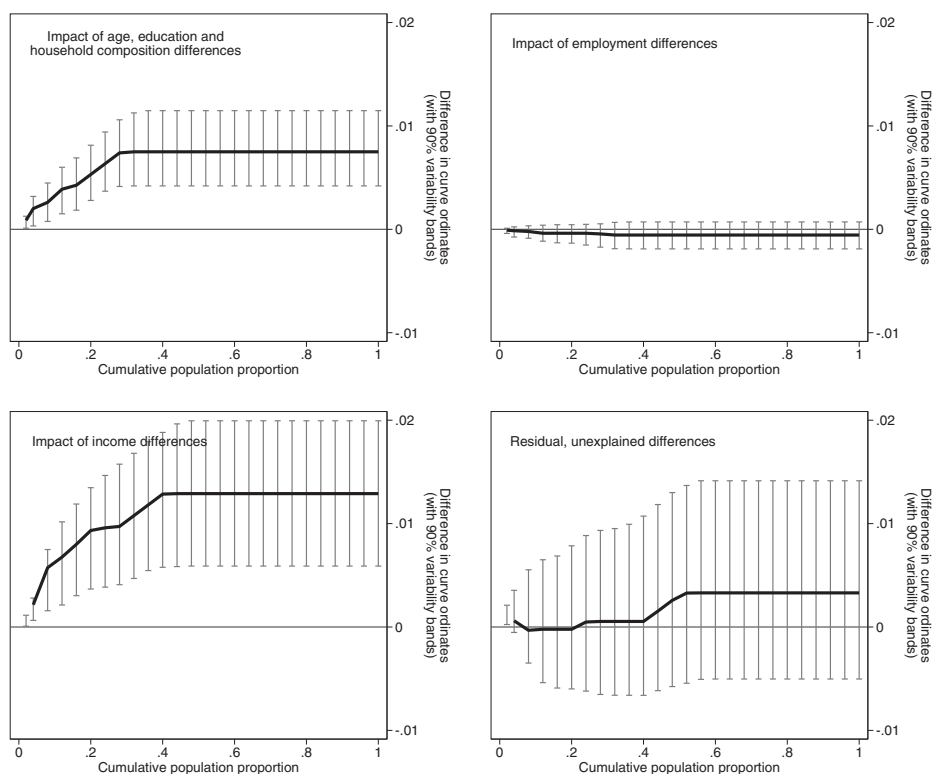 Impact of age, education and
household composition differences
.02
.01
0
-.01
Difference in curve ordinates
(with 90% variability bands)
0 .2 .4 .6 .8 1
Cumulative population proportion
Impact of employment differences
.02
.01
0
-.01
Difference in curve ordinates
(with 90% variability bands)
0 .2 .4 .6 .8 1
Cumulative population proportion
Impact of income differences
.02
.01
0
-.01
Difference in curve ordinates
(with 90% variability bands)
0 .2 .4 .6 .8 1
Cumulative population proportion
Residual, unexplained differences
.02
.01
0
-.01
Difference in curve ordinates
(with 90% variability bands)
0 .2 .4 .6 .8 1
Cumulative population proportion